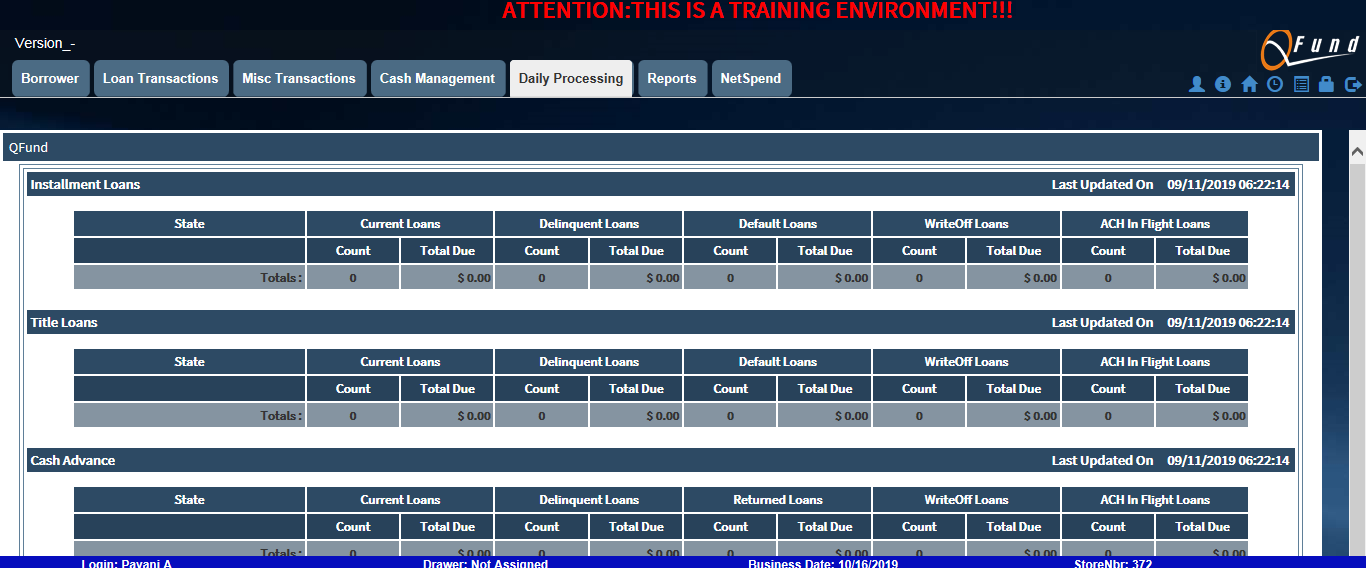 ATTENTION:THIS IS A TRAINING ENVIRONMENT!!!
Version_-
QFund
Borrower Loan Transactions Misc Transactions Cash Management Daily Processing Reports NetSpend
QFund
Installment Loans Last Updated On 09/11/2019 06:22:14
State Current Loans Delinquent Loans Default Loans WriteOff Loans ACH In Flight Loans
Count Total Due Count Total Due Count Total Due Count Total Due Count Total Due
Totals : 0 $ 0.00 0 $ 0.00 0 $ 0.00 0 $ 0.00 0 $ 0.00
Title Loans Last Updated On 09/11/2019 06:22:14
State Current Loans Delinquent Loans Default Loans WriteOff Loans ACH In Flight Loans
Count Total Due Count Total Due Count Total Due Count Total Due Count Total Due
Totals : 0 $ 0.00 0 $ 0.00 0 $ 0.00 0 $ 0.00 0 $ 0.00
Cash Advance Last Updated On 09/11/2019 06:22:14
State Current Loans Delinquent Loans Returned Loans WriteOff Loans ACH In Flight Loans
Count Total Due Count Total Due Count Total Due Count Total Due Count Total Due
Totals : 0 $ 0.00 0 $ 0.00 0 $ 0.00 0 $ 0.00 0 $ 0.00
Login: Pavani A Drawer: Not Assigned Business Date: 10/16/2019 StoreNbr: 372